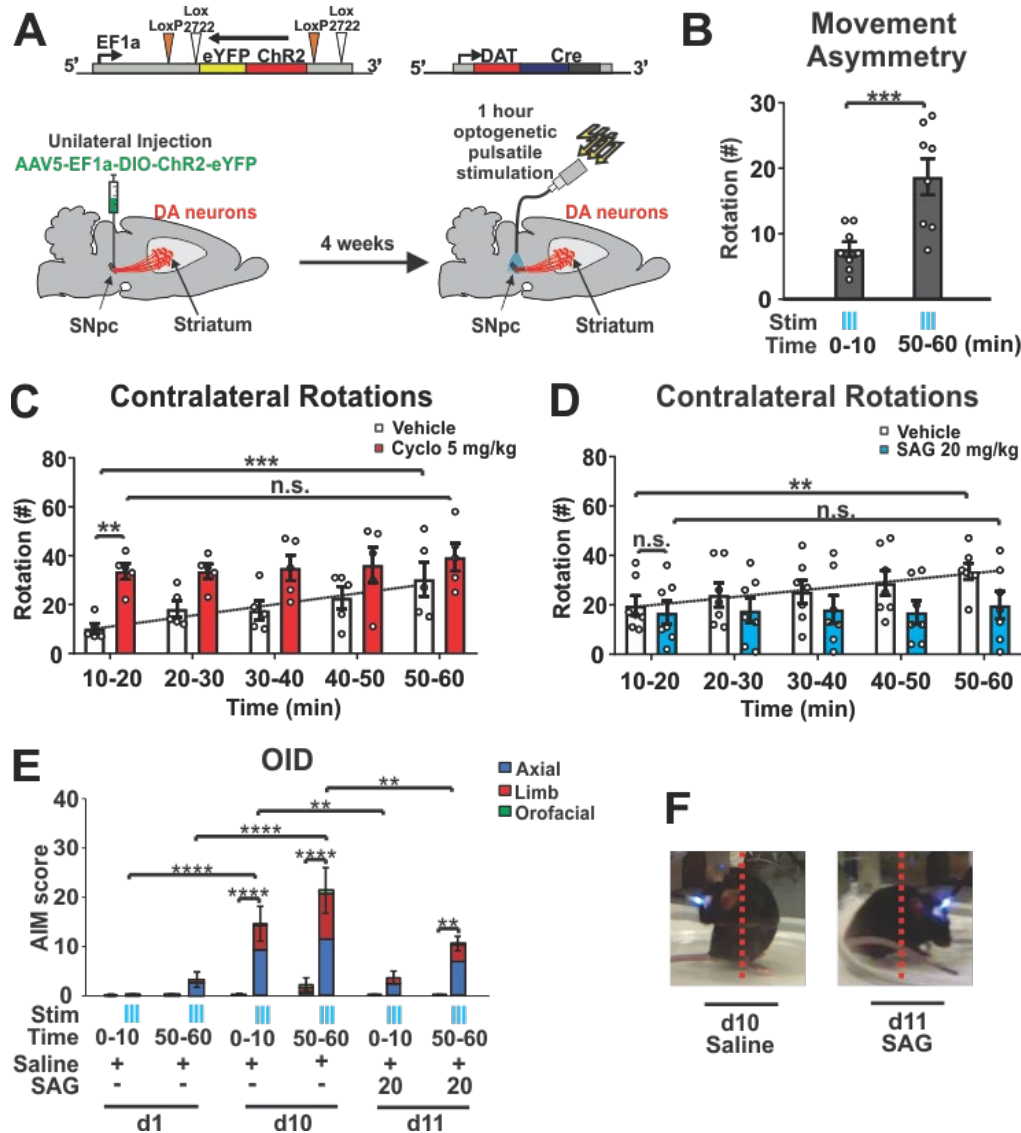 A
LoxP
Lox
2722
LoxP
Lox
2722
EF1a
eYFP ChR2
5’
3’
DAT
Cre
5’
3’
Unilateral Injection
AAV5-EF1a-DIO-ChR2-eYFP
DA neurons
SNpc
Striatum
4 weeks
1 hour
optogenetic
pulsatile
stimulation
DA neurons
SNpc
Striatum
B
Movement
Asymmetry
***
30
20
10
0
Rotation (#)
Stim
Time 0-10 50-60 (min)
C
Contralateral Rotations
Vehicle
Cyclo 5 mg/kg
***
n.s.
**
80
60
40
20
0
Rotation (#)
10-20 20-30 30-40 40-50 50-60
Time (min)
D
Contralateral Rotations
Vehicle
SAG 20 mg/kg
**
n.s.
n.s.
80
60
40
20
0
Rotation (#)
10-20 20-30 30-40 40-50 50-60
Time (min)
E
OID
Axial
Limb
Orofacial
**
**
****
****
****
****
**
40
30
20
10
0
AIM score
Stim
Time 0-10 50-60 0-10 50-60 0-10 50-60
Saline + + + + + +
SAG - - - - 20 20
d1 d10 d11
F
d10
Saline
d11
SAG